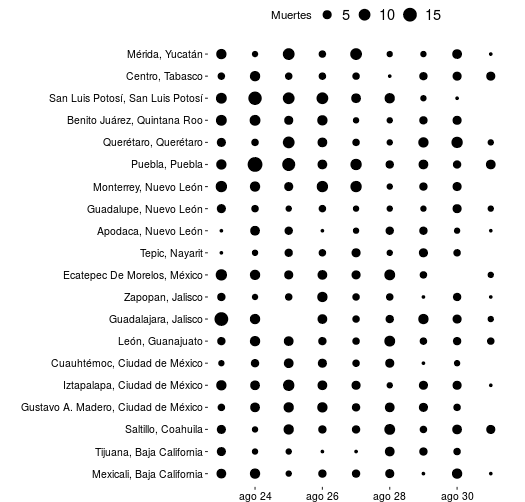 Muertes 5 10 15
Mérida, Yucatán
Centro, Tabasco
San Luis Potosí, San Luis Potosí
Benito Juárez, Quintana Roo
Querétaro, Querétaro
Puebla, Puebla
Monterrey, Nuevo León
Guadalupe, Nuevo León
Apodaca, Nuevo León
Tepic, Nayarit
Ecatepec De Morelos, México
Zapopan, Jalisco
Guadalajara, Jalisco
León, Guanajuato
Cuauhtémoc, Ciudad de México
Iztapalapa, Ciudad de México
Gustavo A. Madero, Ciudad de México
Saltillo, Coahuila
Tijuana, Baja California
Mexicali, Baja California
ago 24 ago 26 ago 28 ago 30